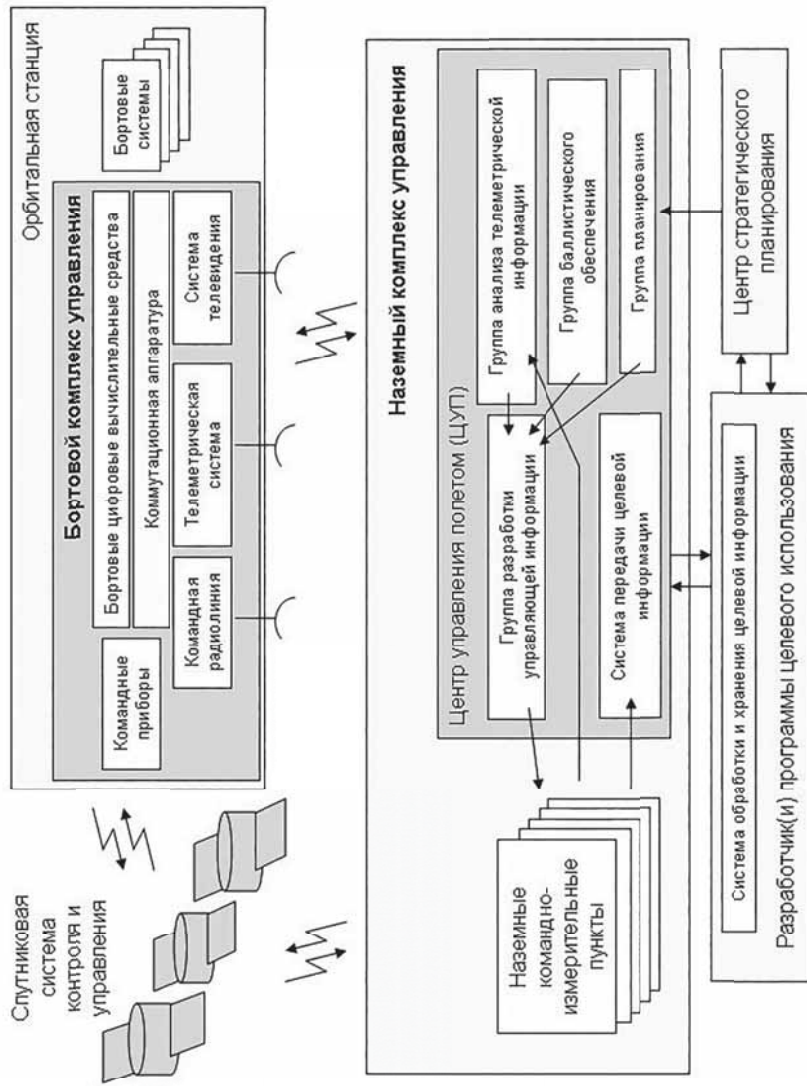 Спутниковая
система
контроля и
управления
Орбитальная станция
Бортовой комплекс управления
Командные
приборы
Бортовые цифровые вычислительные средства
Коммутационная аппаратура
Командная
радиолиния
Телеметрическая
система
Система
телевидения
Бортовые
системы
Наземный комплекс управления
Центр управления полетом (ЦУП)
Группа разработки
управляющей информации
Группа анализа телеметрической
информации
Группа баллистического
обеспечения
Группа планирования
Система передачи целевой
информации
Наземные
командно-
измерительные
пункты
Система обработки и хранения целевой информации
Разработчик(и) программы целевого использования
Центр стратегического
планирования